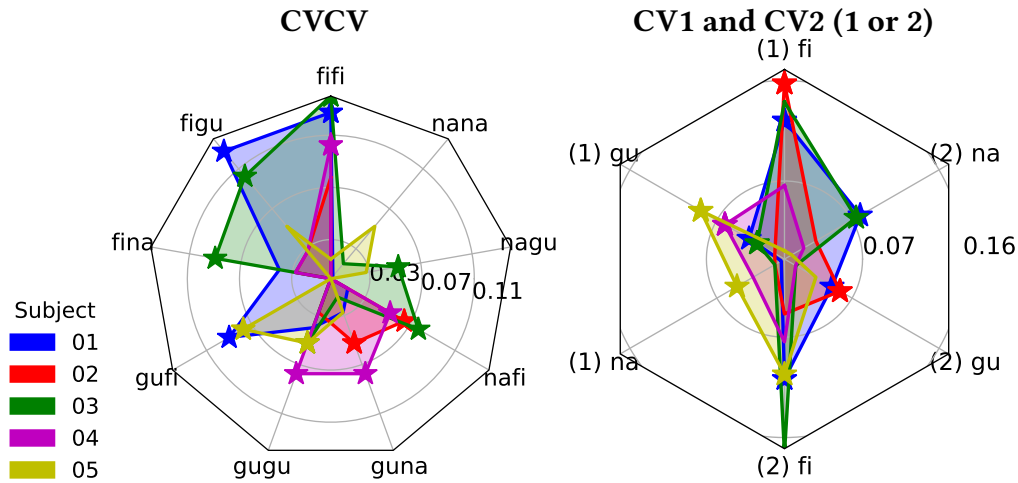 CVCV
CV1 and CV2 (1 or 2)
fifi
figu
fina
gufi
gugu
guna
nafi
nagu
nana
0.07
0.11
(1) fi
(1) gu
(1) na
(2) fi
(2) gu
(2) na
0.07
0.16
Subject
01
02
03
04
05